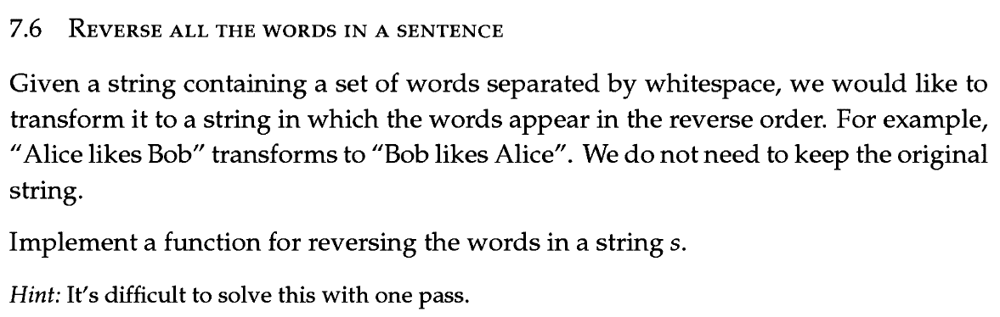 7.6 Reverse all the words in a sentence
Given a string containing a set of words separated by whitespace, we would like to
transform it to a string in which the words appear in the reverse order. For example,
“Alice likes Bob” transforms to “Bob likes Alice”. We do not need to keep the original
string.
Implement a function for reversing the words in a string s.
Hint: It’s difficult to solve this with one pass.